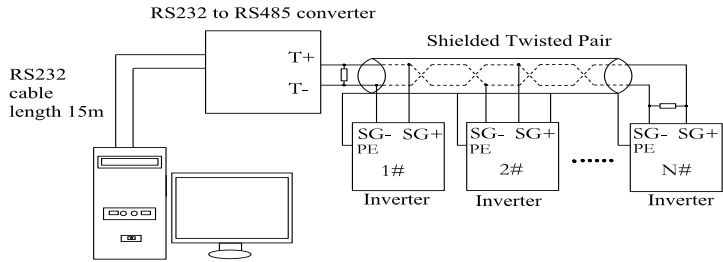 RS232 to RS485 converter
T+
T-
Shielded Twisted Pair
RS232
cable
length 15m
SG- SG+
PE
1#
Inverter
SG- SG+
PE
2#
Inverter
SG- SG+
PE
N#
Inverter